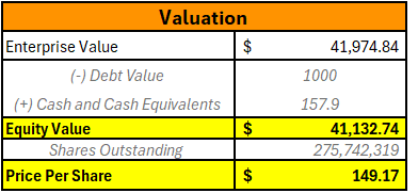 Valuation
Enterprise Value $ 41,974.84
(-) Debt Value 1000
(+) Cash and Cash Equivalents 157.9
Equity Value $ 41,132.74
Shares Outstanding 275,742,319
Price Per Share $ 149.17